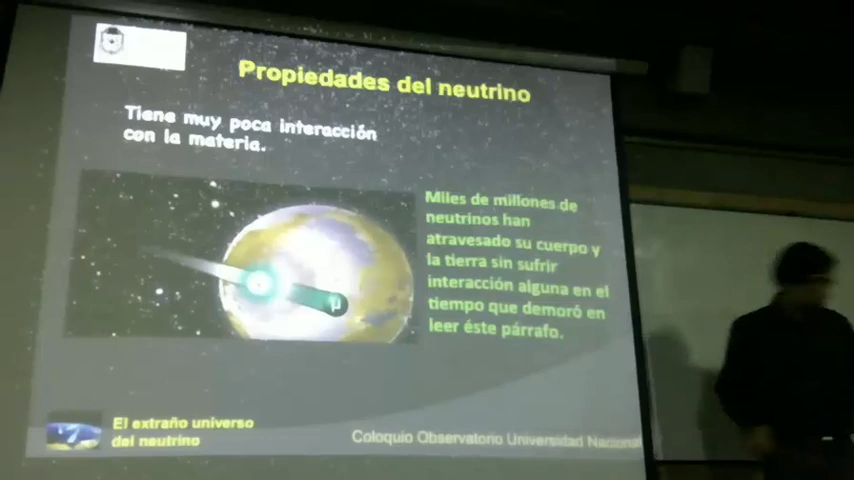 Propiedades del neutrino
Tiene muy poca interacción
con la materia.
Miles de millones de
neutrinos han
atravesado su cuerpo y
la tierra sin sufrir
interacción alguna en el
tiempo que demoró en
leer éste párrafo.
μ
El extraño universo
del neutrino
Coloquio Observatorio Universidad Nacional